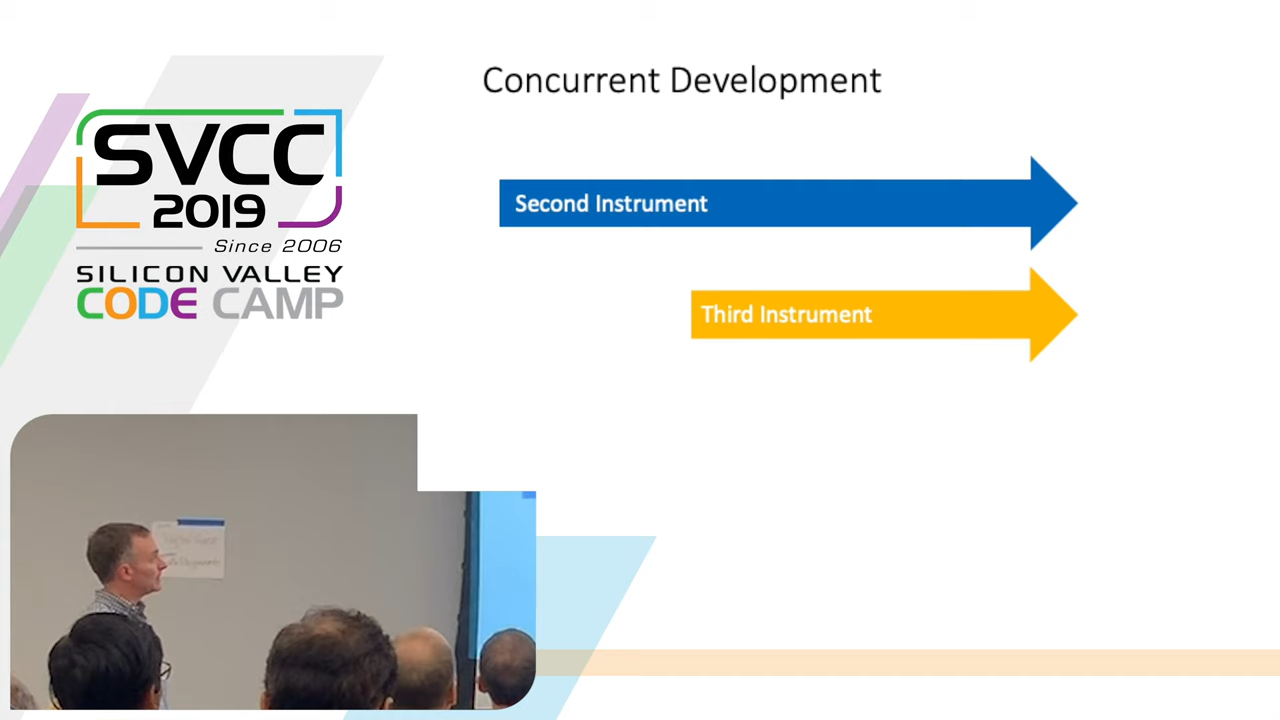 Concurrent Development
SVCC
2019
Since 2006
SILICON VALLEY
CODE CAMP
Second Instrument
Third Instrument